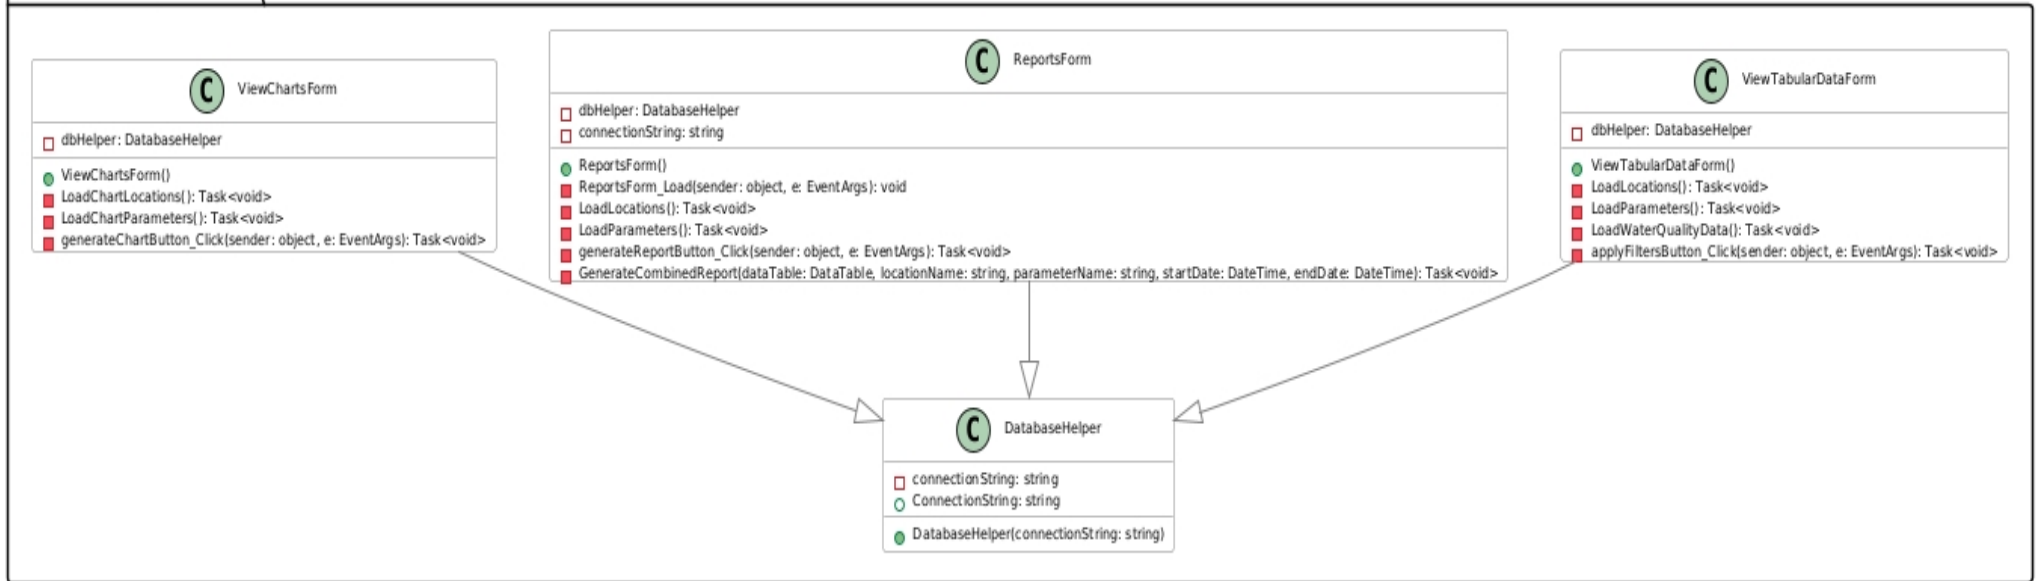 C ViewChartsForm
dbHelper: DatabaseHelper
ViewChartsForm()
LoadChartLocations(): Task<void>
LoadChartParameters(): Task<void>
generateChartButton_Click(sender: object, e: EventArgs): Task<void>
C ReportsForm
dbHelper: DatabaseHelper
connectionString: string
ReportsForm()
ReportsForm_Load(sender: object, e: EventArgs): void
LoadLocations(): Task<void>
LoadParameters(): Task<void>
generateReportButton_Click(sender: object, e: EventArgs): Task<void>
GenerateCombinedReport(dataTable: DataTable, locationName: string, parameterName: string, startDate: DateTime, endDate: DateTime): Task<void>
C ViewTabularDataForm
dbHelper: DatabaseHelper
ViewTabularDataForm()
LoadLocations(): Task<void>
LoadParameters(): Task<void>
LoadWaterQualityData(): Task<void>
applyFiltersButton_Click(sender: object, e: EventArgs): Task<void>
C DatabaseHelper
connectionString: string
ConnectionString: string
DatabaseHelper(connectionString: string)